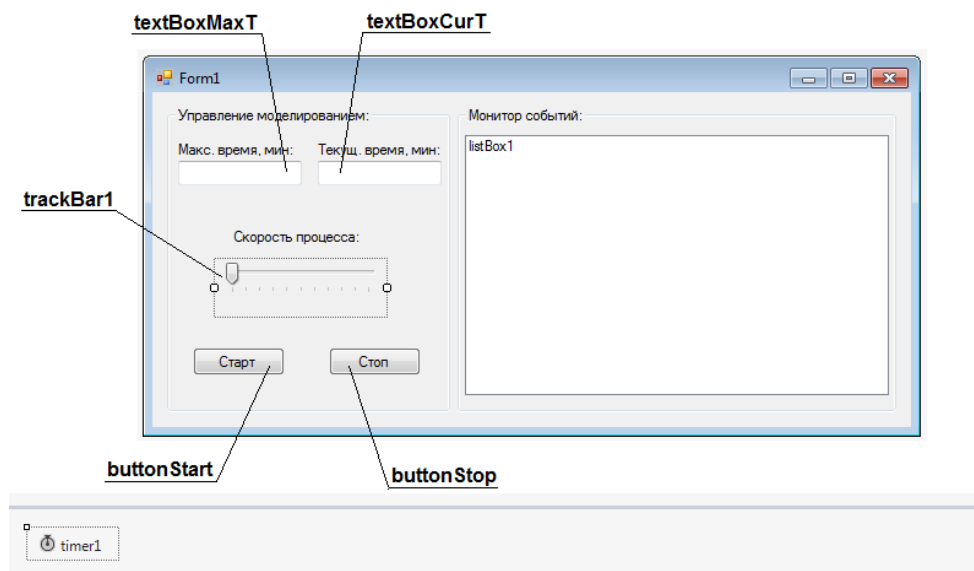 textBoxMaxT
textBoxCurT
Form1
Управление моделированием:
Монитор событий:
Макс. время, мин:
Текущ. время, мин:
listBox1
trackBar1
Скорость процесса:
Старт
Стоп
buttonStart
buttonStop
timer1